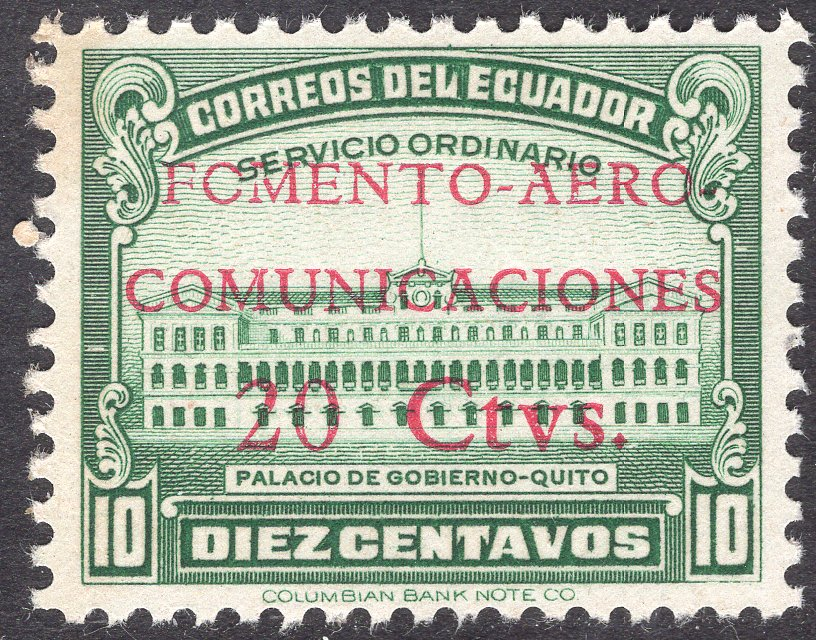 CORREOS DEL ECUADOR
SERVICIO ORDINARIO
FOMENTO-AERO-
COMUNICACIONES
20 Ctvs.
PALACIO DE GOBIERNO-QUITO
10 DIEZ CENTAVOS 10
COLUMBIAN BANK NOTE CO.